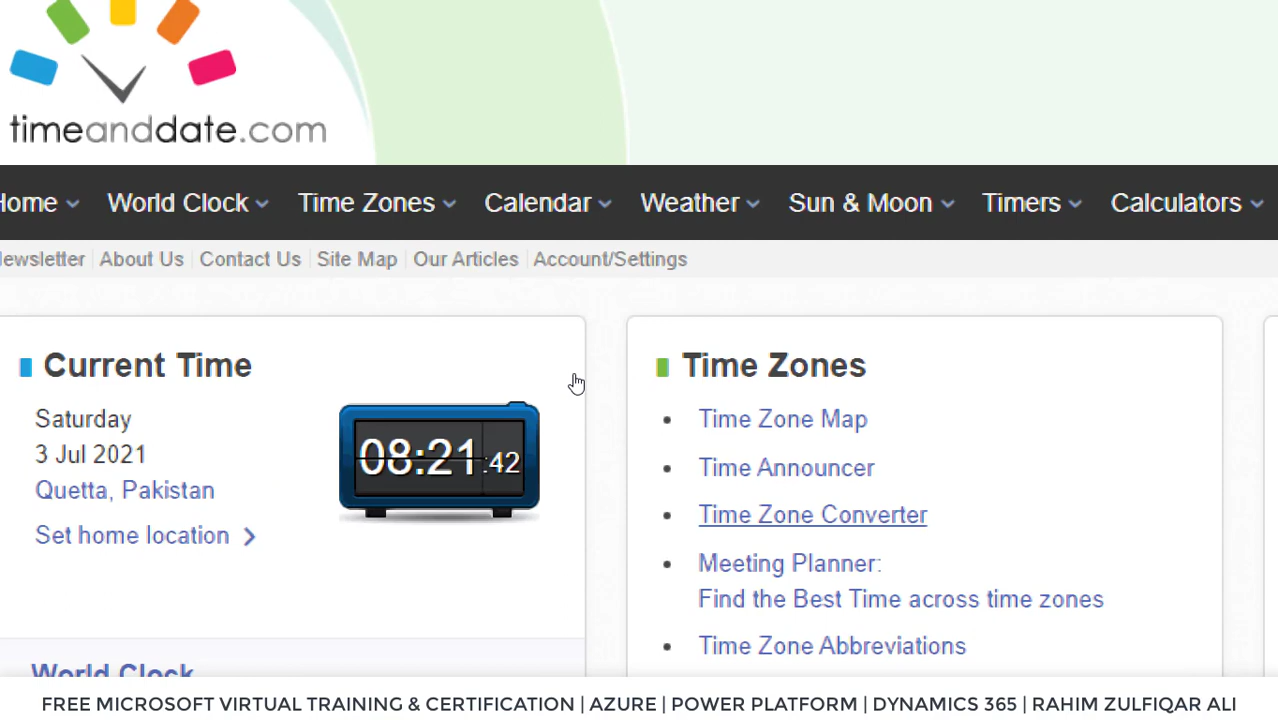 timeanddate.com
Home World Clock Time Zones Calendar Weather Sun & Moon Timers Calculators
Newsletter About Us Contact Us Site Map Our Articles Account/Settings
Current Time
Saturday
3 Jul 2021
Quetta, Pakistan
Set home location
08:21:42
World Clock
Time Zones
Time Zone Map
Time Announcer
Time Zone Converter
Meeting Planner:
Find the Best Time across time zones
Time Zone Abbreviations
FREE MICROSOFT VIRTUAL TRAINING & CERTIFICATION | AZURE | POWER PLATFORM | DYNAMICS 365 | RAHIM ZULFIQAR ALI